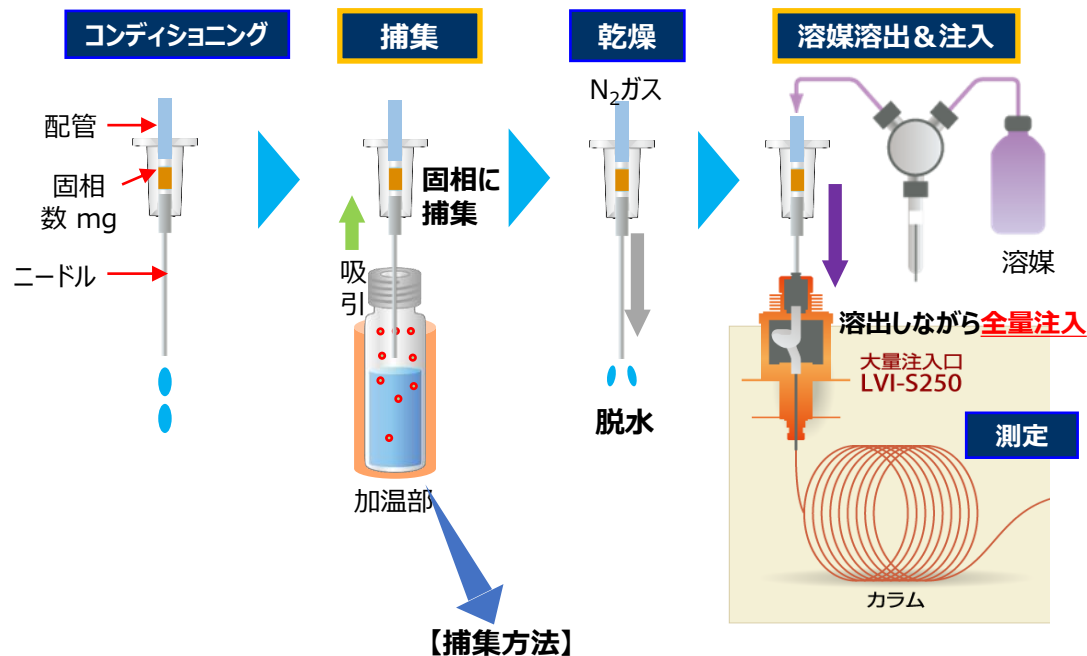 コンディショニング
捕集
乾燥
溶媒溶出＆注入
配管
固相
数 mg
ニードル
固相に
捕集
吸
引
加温部
N₂ガス
脱水
溶媒
溶出しながら全量注入
大量注入口
LVI-S250
測定
カラム
【捕集方法】